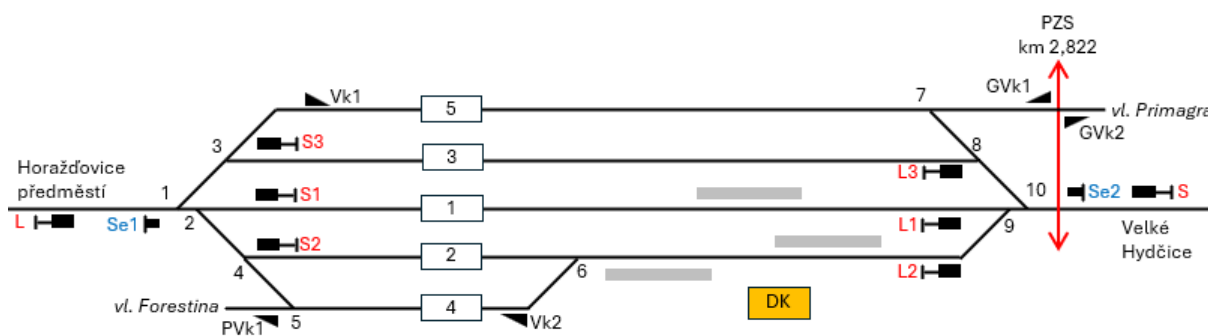 PZS
km 2,822
GVk1
Vk1
5
7
vl. Primagra
GVk2
S3
3
3
8
L3
Horažďovice
předměstí
1
S1
1
10
Se2
S
L
Se1
2
L1
9
Velké
Hydčice
S2
2
4
6
L2
vl. Forestina
PVk1
5
4
Vk2
DK